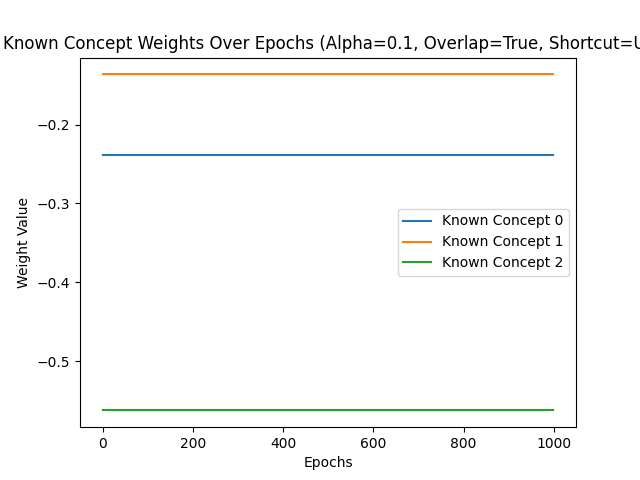 Known Concept Weights Over Epochs (Alpha=0.1, Overlap=True, Shortcut=U
−0.2
−0.3
−0.4
−0.5
Weight Value
Known Concept 0
Known Concept 1
Known Concept 2
0 200 400 600 800 1000
Epochs